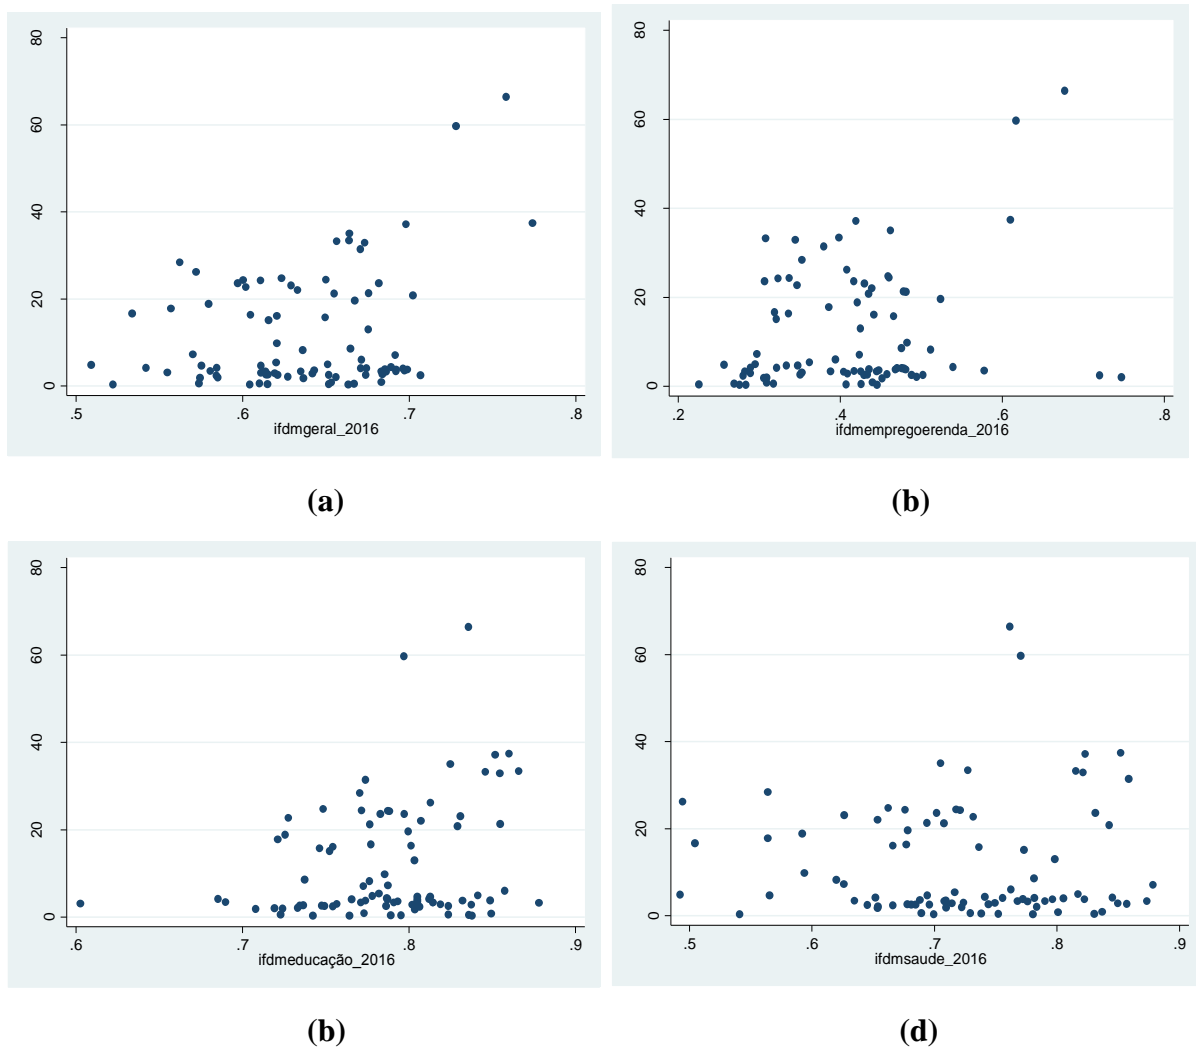 80
60
40
20
0
.5 .6 .7 .8
ifdmgeral_2016
(a)
80
60
40
20
0
.2 .4 .6 .8
ifdmempregoerenda_2016
(b)
80
60
40
20
0
.6 .7 .8 .9
ifdmeducação_2016
(b)
80
60
40
20
0
.5 .6 .7 .8 .9
ifdmsaude_2016
(d)